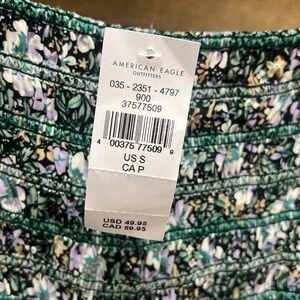 AMERICAN EAGLE
OUTFITTERS
035 - 2351 - 4797
900
37577509
4 00375 77509 9
US S
CA P
USD 49.95
CAD 59.95